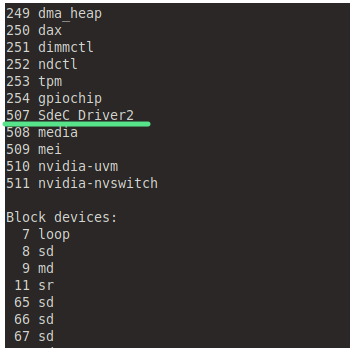 249 dma_heap
250 dax
251 dimmctl
252 ndctl
253 tpm
254 gpiochip
507 SdeC_Driver2
508 media
509 mei
510 nvidia-uvm
511 nvidia-nvswitch

Block devices:
  7 loop
  8 sd
  9 md
 11 sr
 65 sd
 66 sd
 67 sd